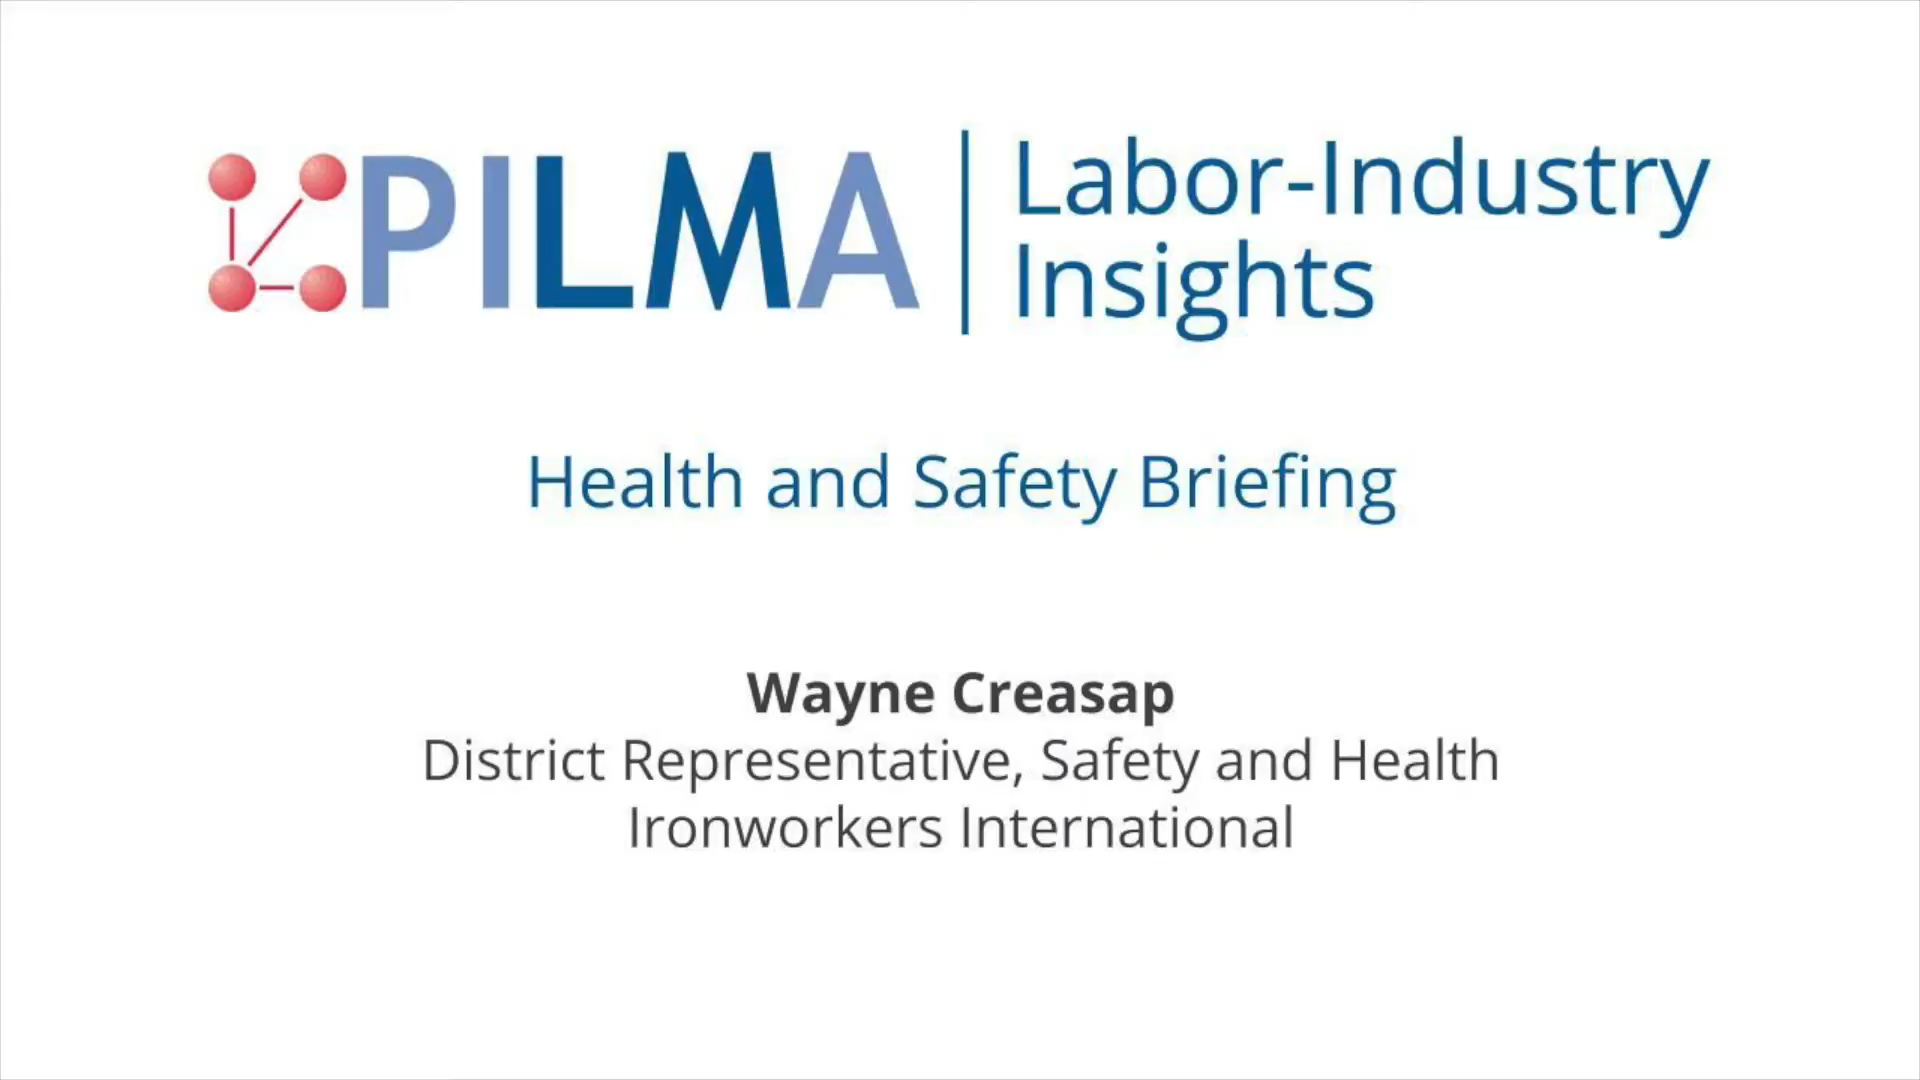 PILMA
Labor-Industry
Insights
Health and Safety Briefing
Wayne Creasap
District Representative, Safety and Health
Ironworkers International